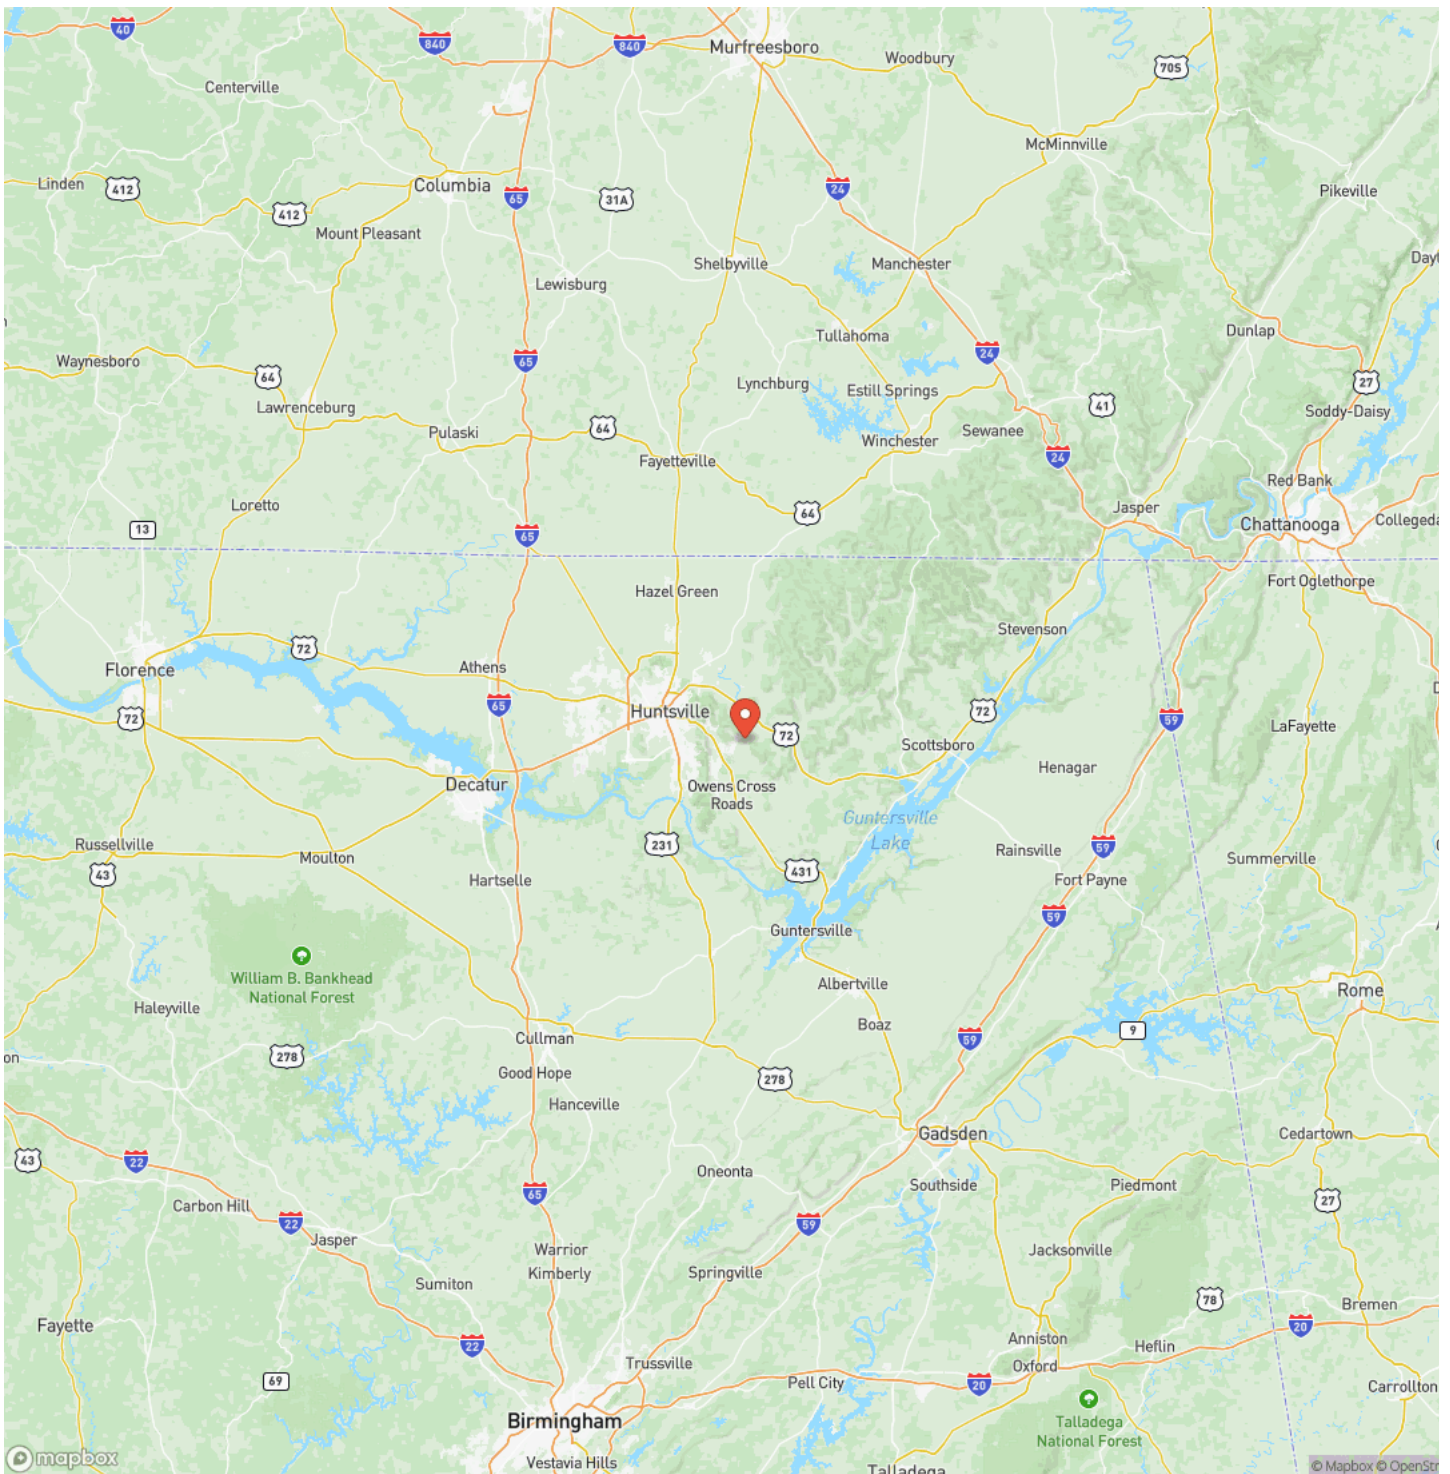 40
840
840
Murfreesboro
Woodbury
70S
Centerville
McMinnville
Linden
412
Columbia
65
31A
24
Pikeville
412
Mount Pleasant
Shelbyville
Manchester
Dayt
Lewisburg
Dunlap
Tullahoma
Waynesboro
65
24
64
Lynchburg
Estill Springs
27
Lawrenceburg
41
Soddy-Daisy
Pulaski
64
Winchester
Sewanee
24
Fayetteville
Red Bank
Loretto
64
Jasper
13
65
Chattanooga
Collegeda
Hazel Green
Fort Oglethorpe
Stevenson
72
Florence
Athens
65
Huntsville
72
72
59
72
LaFayette
Scottsboro
Henagar
Decatur
Owens Cross
Roads
Guntersville
Lake
Russellville
231
59
Rainsville
Moulton
Summerville
43
Hartselle
431
Fort Payne
59
Guntersville
William B. Bankhead
National Forest
Albertville
Rome
Haleyville
Boaz
9
Cullman
59
on
278
Good Hope
278
Hanceville
Gadsden
Cedartown
43
22
Oneonta
Southside
Piedmont
65
27
Carbon Hill
22
59
Jasper
Warrior
Jacksonville
Kimberly
Springville
Sumiton
78
Bremen
Fayette
20
22
Anniston
Heflin
Trussville
Oxford
69
Pell City
20
Carrollton
Birmingham
Talladega
National Forest
mapbox
Vestavia Hills
Talladega
© Mapbox © OpenStr